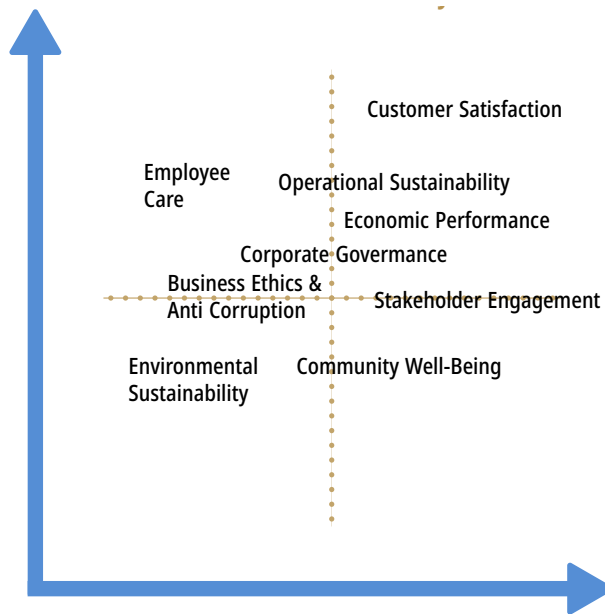 Customer Satisfaction
Employee
Care
Operational Sustainability
Economic Performance
Corporate Govermance
Business Ethics &
Anti Corruption
Stakeholder Engagement
Environmental
Sustainability
Community Well-Being